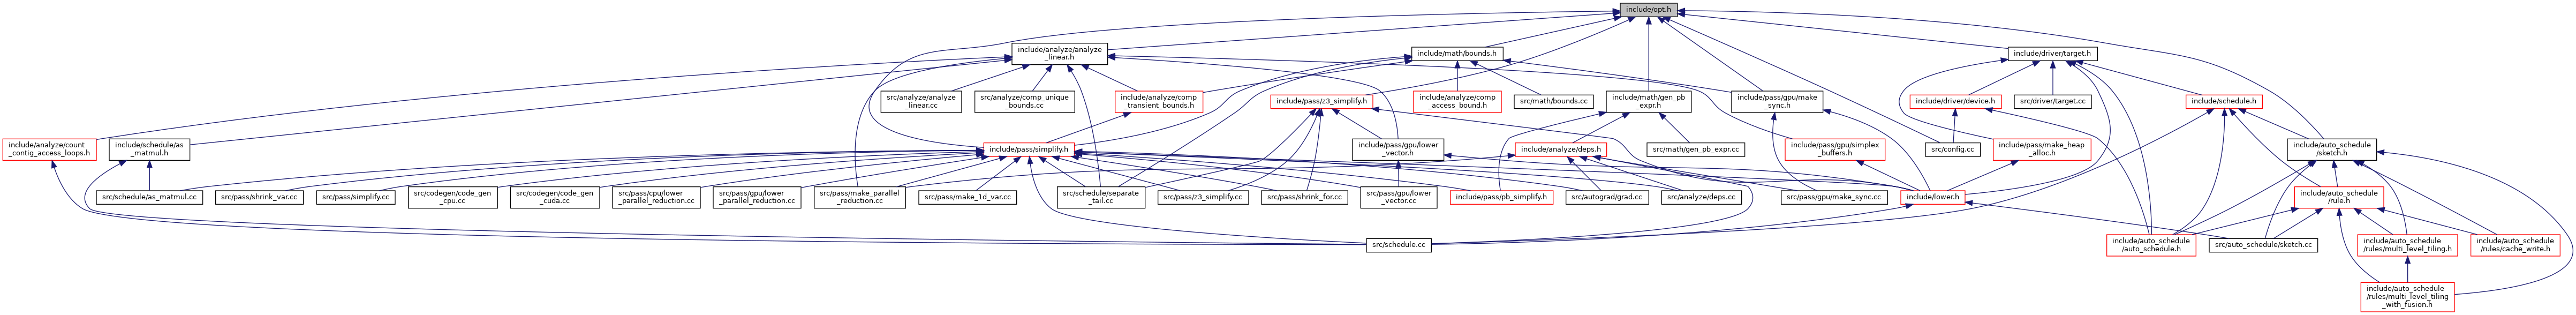 include/opt.h
include/analyze/analyze
_linear.h
include/math/bounds.h
include/driver/target.h
src/analyze/analyze
_linear.cc
src/analyze/comp_unique
_bounds.cc
include/analyze/comp
_transient_bounds.h
include/pass/z3_simplify.h
include/analyze/comp
_access_bound.h
src/math/bounds.cc
include/math/gen_pb
_expr.h
include/pass/gpu/make
_sync.h
include/driver/device.h
src/driver/target.cc
include/schedule.h
include/analyze/count
_contig_access_loops.h
include/schedule/as
_matmul.h
include/pass/simplify.h
include/pass/gpu/lower
_vector.h
include/analyze/deps.h
src/math/gen_pb_expr.cc
include/pass/gpu/simplex
_buffers.h
src/config.cc
include/pass/make_heap
_alloc.h
include/auto_schedule
/sketch.h
src/schedule/as_matmul.cc
src/pass/shrink_var.cc
src/pass/simplify.cc
src/codegen/code_gen
_cpu.cc
src/codegen/code_gen
_cuda.cc
src/pass/cpu/lower
_parallel_reduction.cc
src/pass/gpu/lower
_parallel_reduction.cc
src/pass/make_parallel
_reduction.cc
src/pass/make_1d_var.cc
src/schedule/separate
_tail.cc
src/pass/z3_simplify.cc
src/pass/shrink_for.cc
src/pass/gpu/lower
_vector.cc
include/pass/pb_simplify.h
src/autograd/grad.cc
src/analyze/deps.cc
src/pass/gpu/make_sync.cc
include/lower.h
include/auto_schedule
/rule.h
src/schedule.cc
include/auto_schedule
/auto_schedule.h
src/auto_schedule/sketch.cc
include/auto_schedule
/rules/multi_level_tiling.h
include/auto_schedule
/rules/cache_write.h
include/auto_schedule
/rules/multi_level_tiling
_with_fusion.h